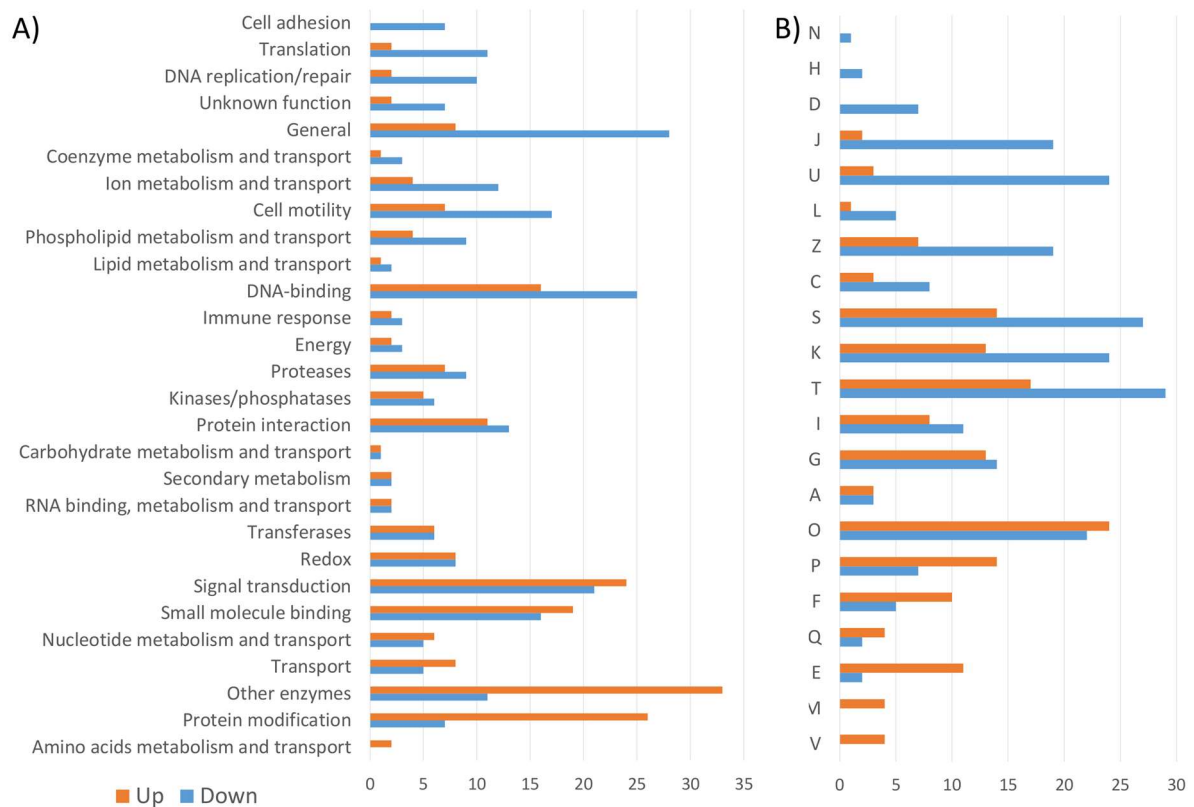 A)
Cell adhesion
Translation
DNA replication/repair
Unknown function
General
Coenzyme metabolism and transport
Ion metabolism and transport
Cell motility
Phospholipid metabolism and transport
Lipid metabolism and transport
DNA-binding
Immune response
Energy
Proteases
Kinases/phosphatases
Protein interaction
Carbohydrate metabolism and transport
Secondary metabolism
RNA binding, metabolism and transport
Transferases
Redox
Signal transduction
Small molecule binding
Nucleotide metabolism and transport
Transport
Other enzymes
Protein modification
Amino acids metabolism and transport
0 5 10 15 20 25 30 35
Up Down
B)
N
H
D
J
U
L
Z
C
S
K
T
I
G
A
O
P
F
Q
E
M
V
0 5 10 15 20 25 30